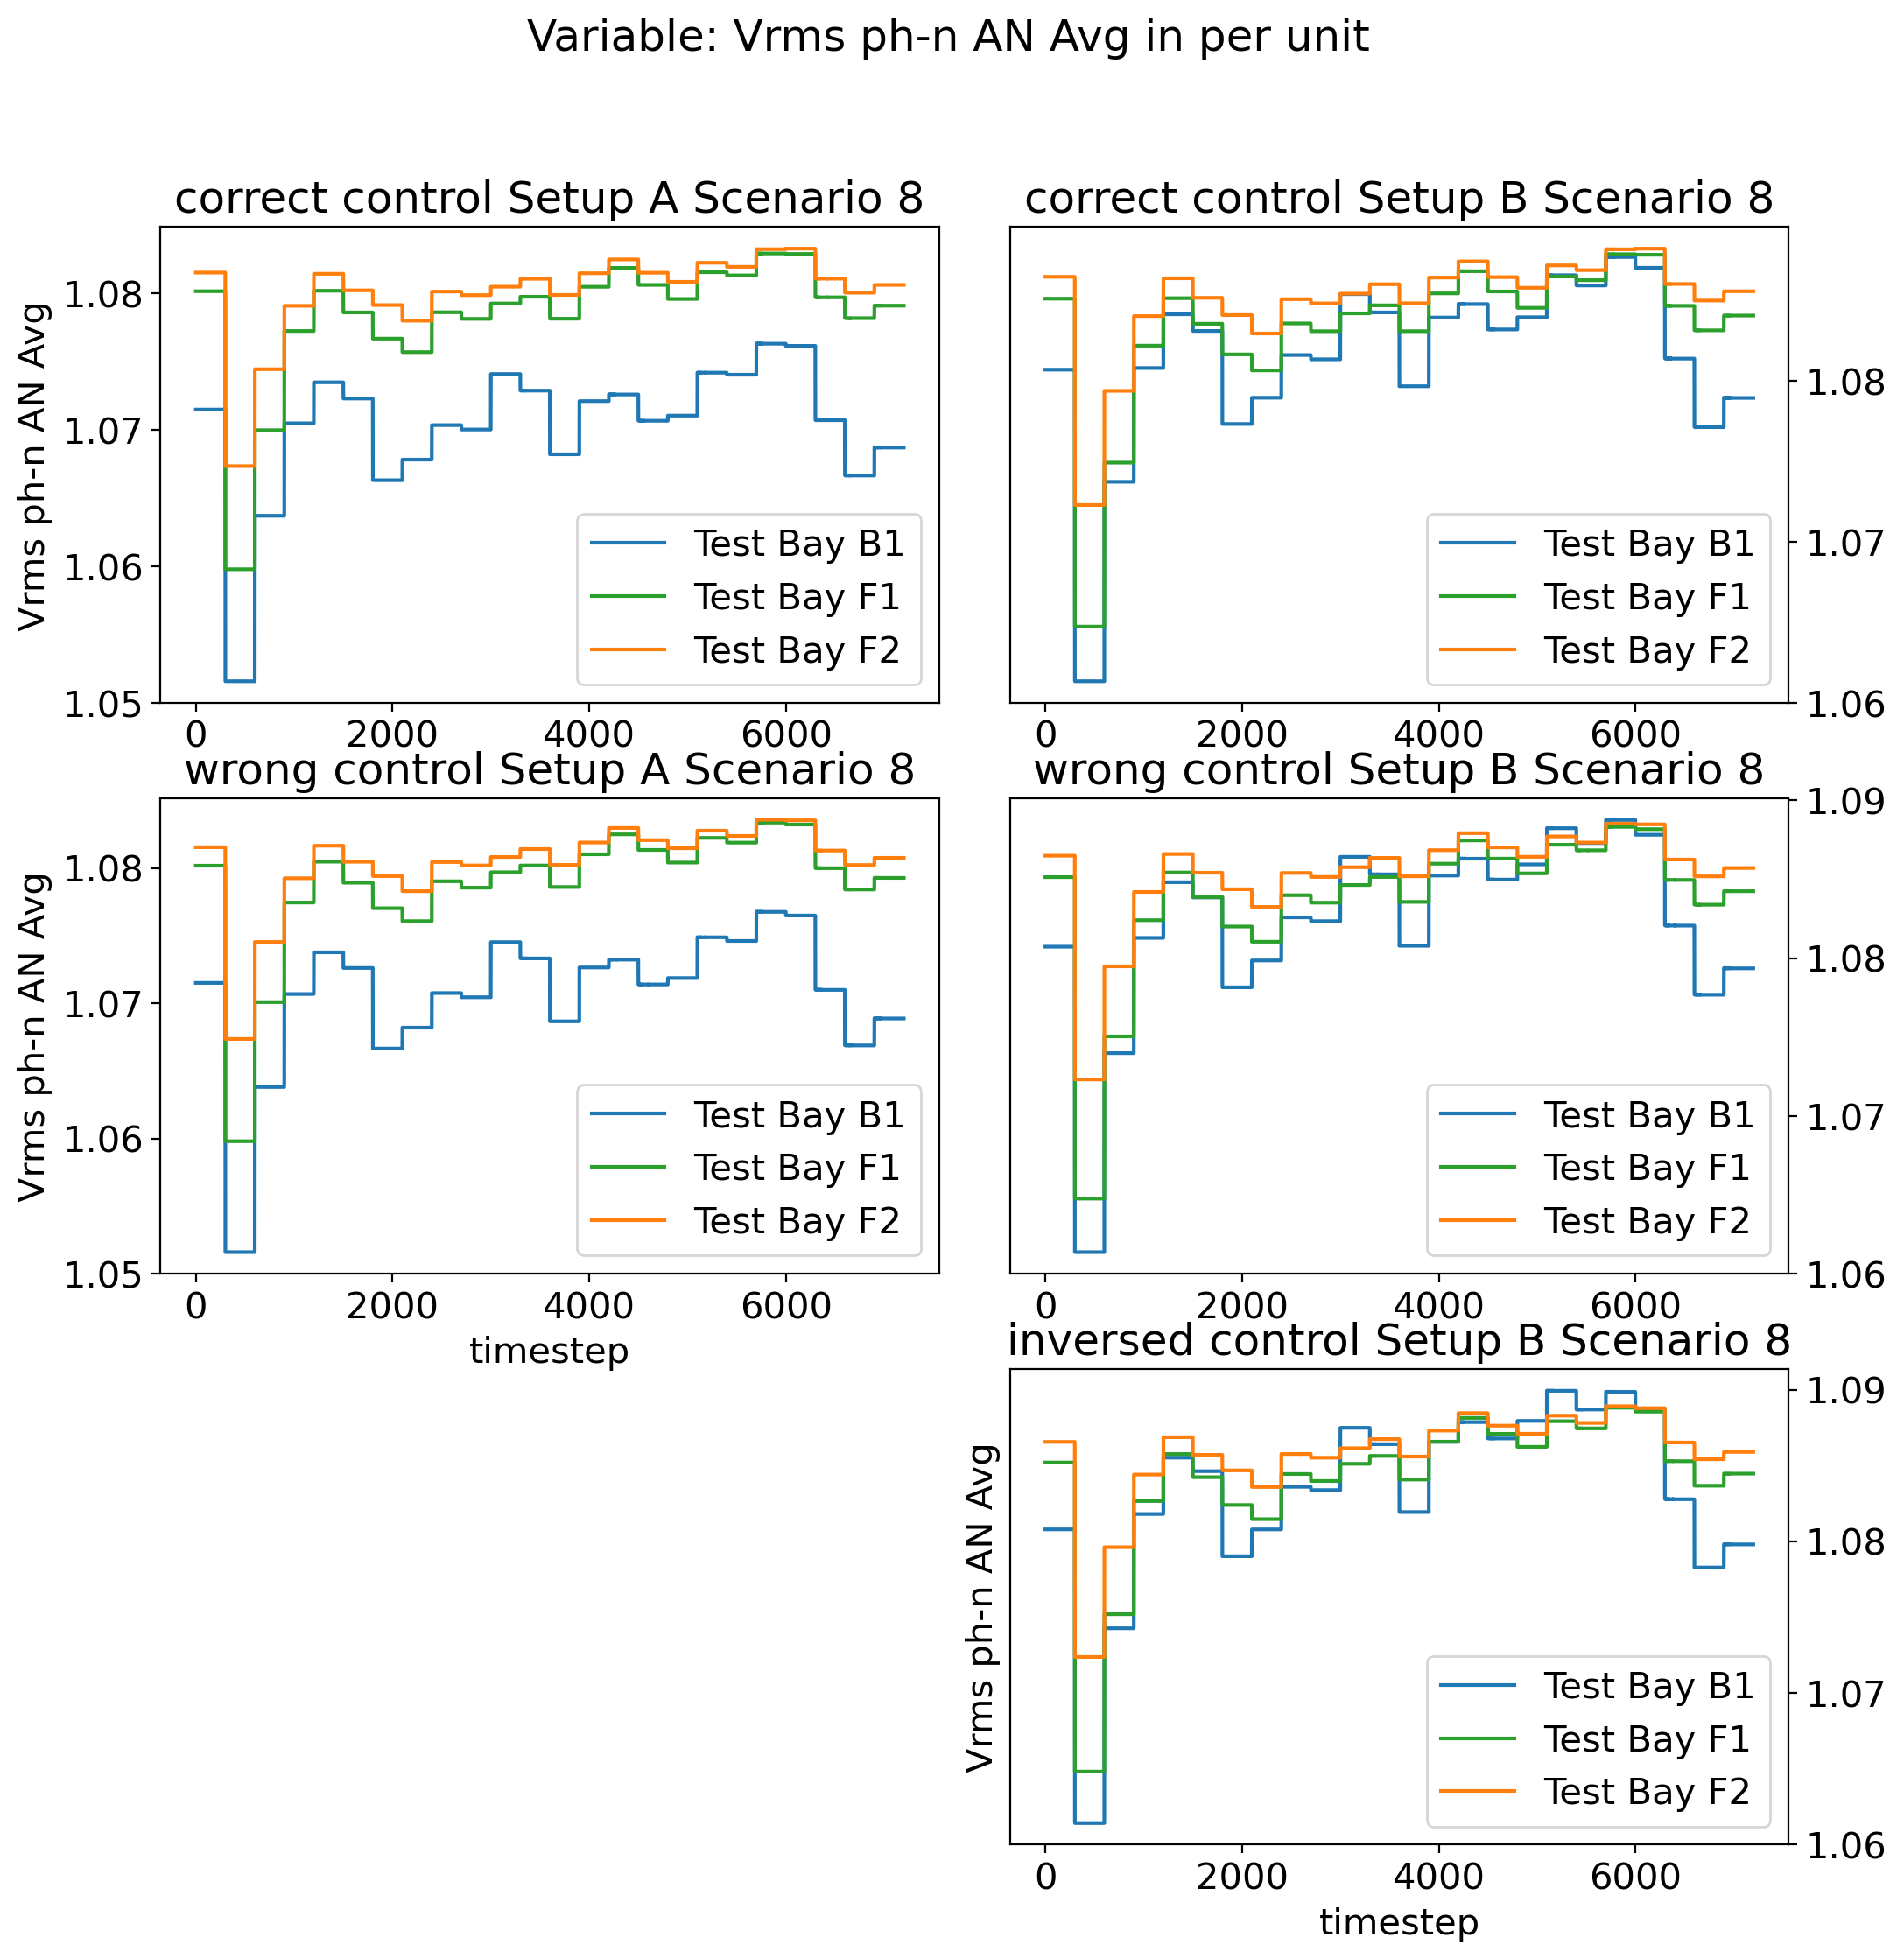 Variable: Vrms ph-n AN Avg in per unit
correct control Setup A Scenario 8
Vrms ph-n AN Avg
1.08
1.07
1.06
1.05
0 2000 4000 6000
Test Bay B1
Test Bay F1
Test Bay F2
correct control Setup B Scenario 8
1.08
1.07
1.06
0 2000 4000 6000
Test Bay B1
Test Bay F1
Test Bay F2
wrong control Setup A Scenario 8
Vrms ph-n AN Avg
1.08
1.07
1.06
1.05
0 2000 4000 6000
timestep
Test Bay B1
Test Bay F1
Test Bay F2
wrong control Setup B Scenario 8
1.09
1.08
1.07
1.06
0 2000 4000 6000
Test Bay B1
Test Bay F1
Test Bay F2
inversed control Setup B Scenario 8
Vrms ph-n AN Avg
1.09
1.08
1.07
1.06
0 2000 4000 6000
timestep
Test Bay B1
Test Bay F1
Test Bay F2